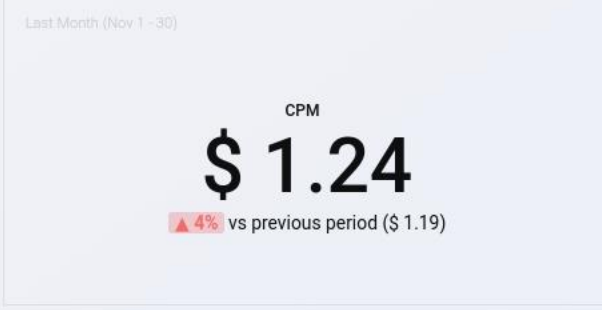 Last Month (Nov 1 - 30)
CPM
$ 1.24
▲ 4% vs previous period ($ 1.19)